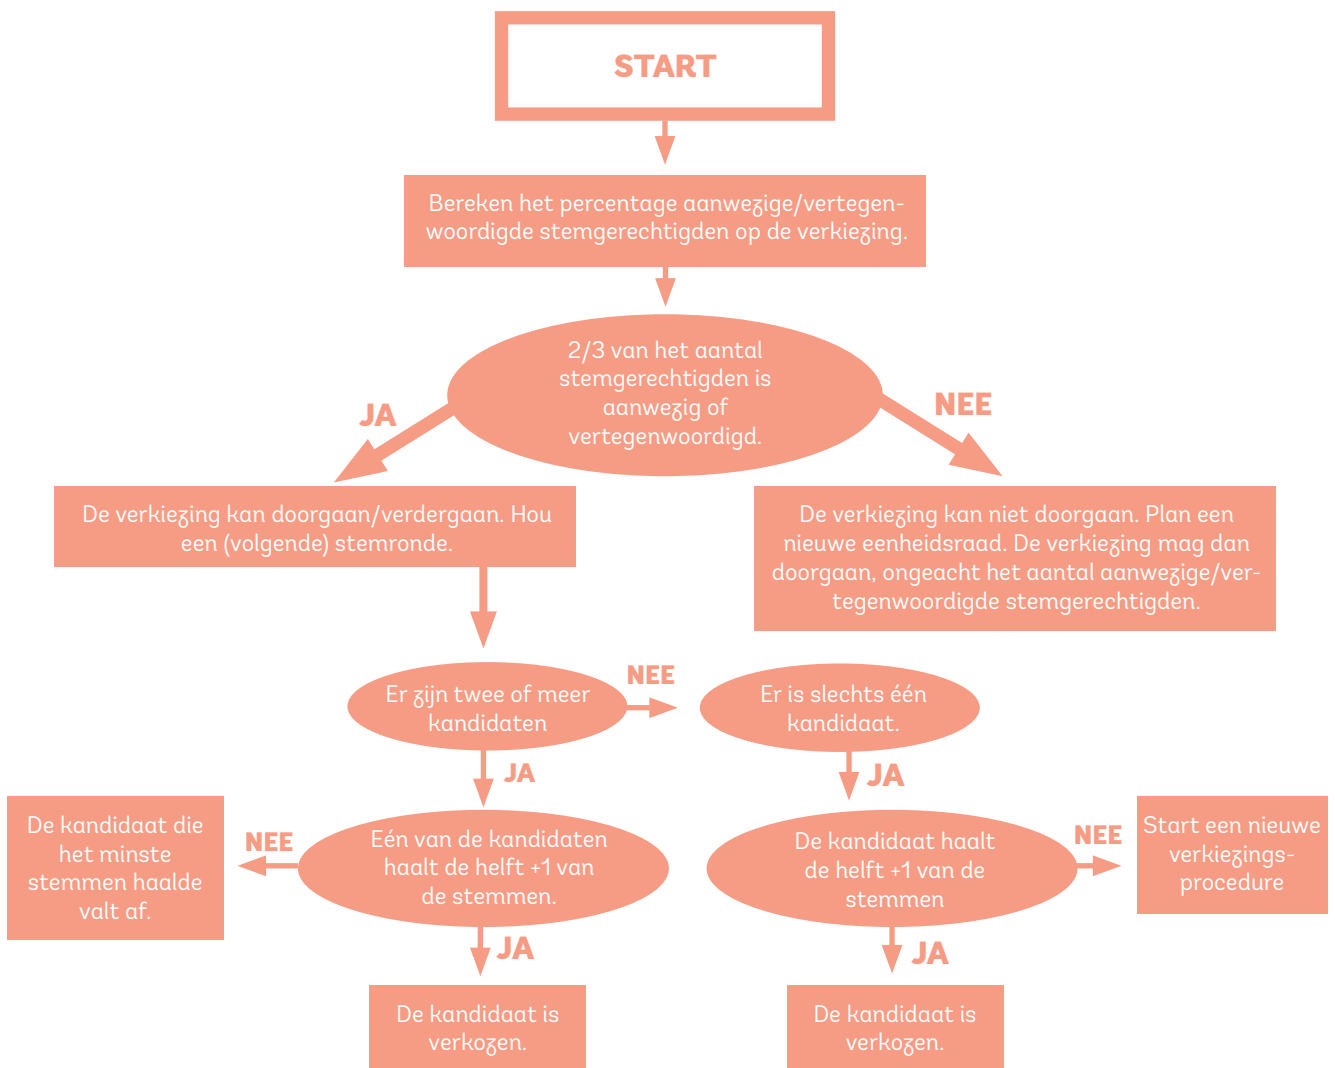 START
Bereken het percentage aanwezige/vertegen-
woordigde stemgerechtigden op de verkiezing.
2/3 van het aantal
stemgerechtigden is
aanwezig of
vertegenwoordigd.
JA
NEE
De verkiezing kan doorgaan/verdergaan. Hou
een (volgende) stemronde.
De verkiezing kan niet doorgaan. Plan een
nieuwe eenheidsraad. De verkiezing mag dan
doorgaan, ongeacht het aantal aanwezige/ver-
tegenwoordigde stemgerechtigden.
Er zijn twee of meer
kandidaten
NEE
Er is slechts één
kandidaat.
JA
JA
De kandidaat die
het minste
stemmen haalde
valt af.
NEE
Eén van de kandidaten
haalt de helft +1 van
de stemmen.
De kandidaat haalt
de helft +1 van de
stemmen
NEE
Start een nieuwe
verkiezings-
procedure
JA
JA
De kandidaat is
verkozen.
De kandidaat is
verkozen.